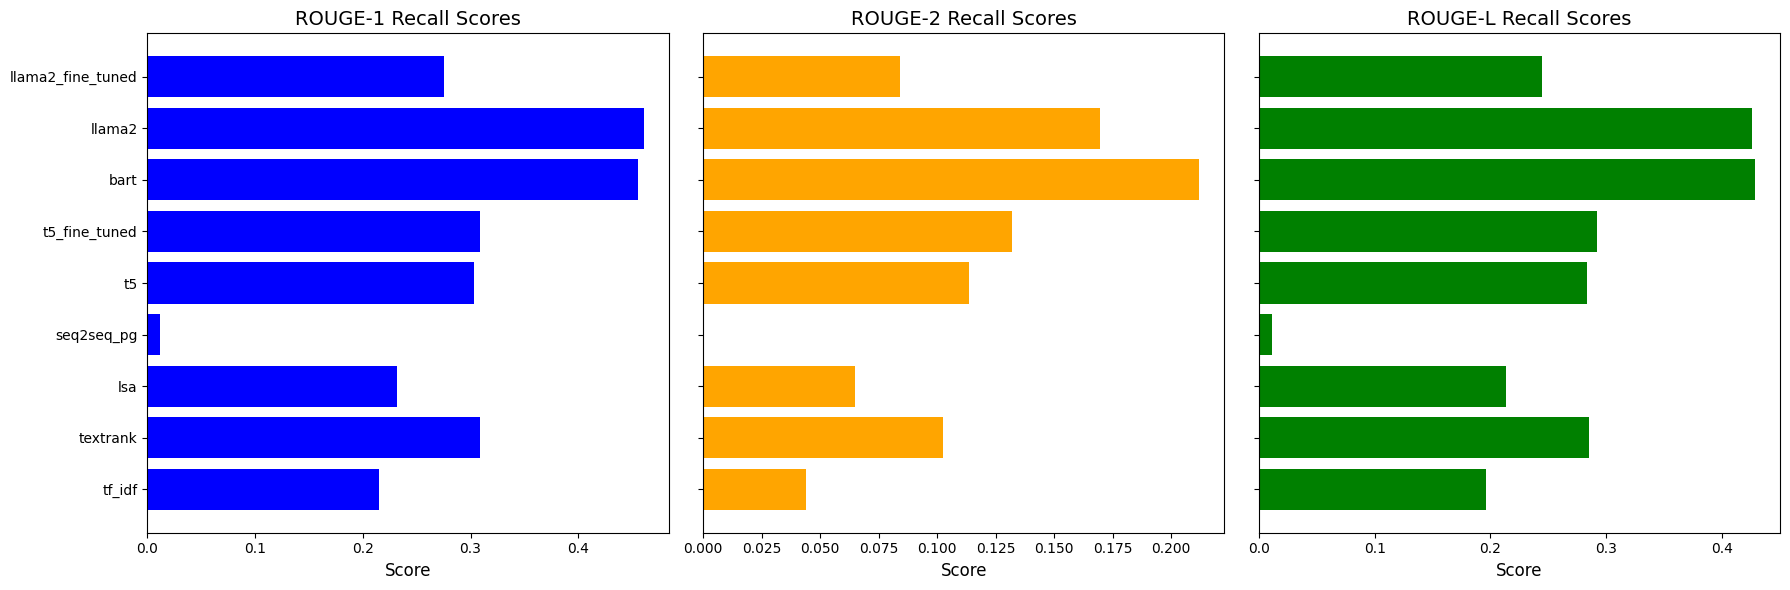 ROUGE-1 Recall Scores
ROUGE-2 Recall Scores
ROUGE-L Recall Scores
llama2_fine_tuned
llama2
bart
t5_fine_tuned
t5
seq2seq_pg
lsa
textrank
tf_idf
0.0 0.1 0.2 0.3 0.4
0.000 0.025 0.050 0.075 0.100 0.125 0.150 0.175 0.200
0.0 0.1 0.2 0.3 0.4
Score
Score
Score